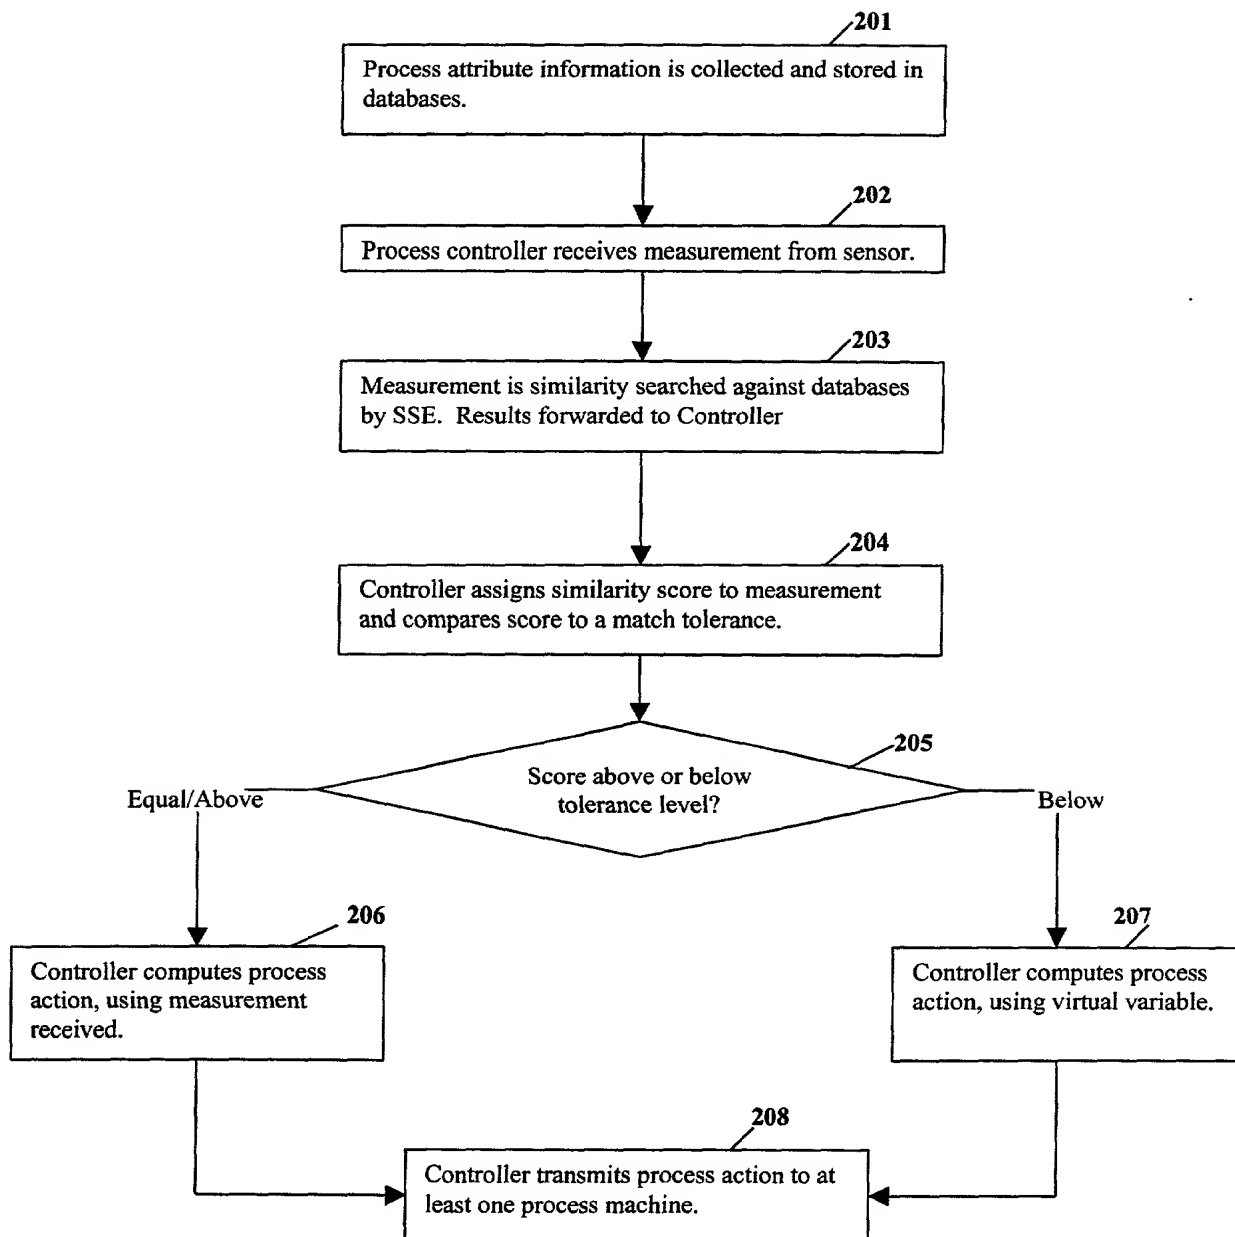 201
Process attribute information is collected and stored in
databases.
202
Process controller receives measurement from sensor.
203
Measurement is similarity searched against databases
by SSE. Results forwarded to Controller
204
Controller assigns similarity score to measurement
and compares score to a match tolerance.
205
Score above or below
tolerance level?
Equal/Above
Below
206
Controller computes process
action, using measurement
received.
207
Controller computes process
action, using virtual variable.
208
Controller transmits process action to at
least one process machine.